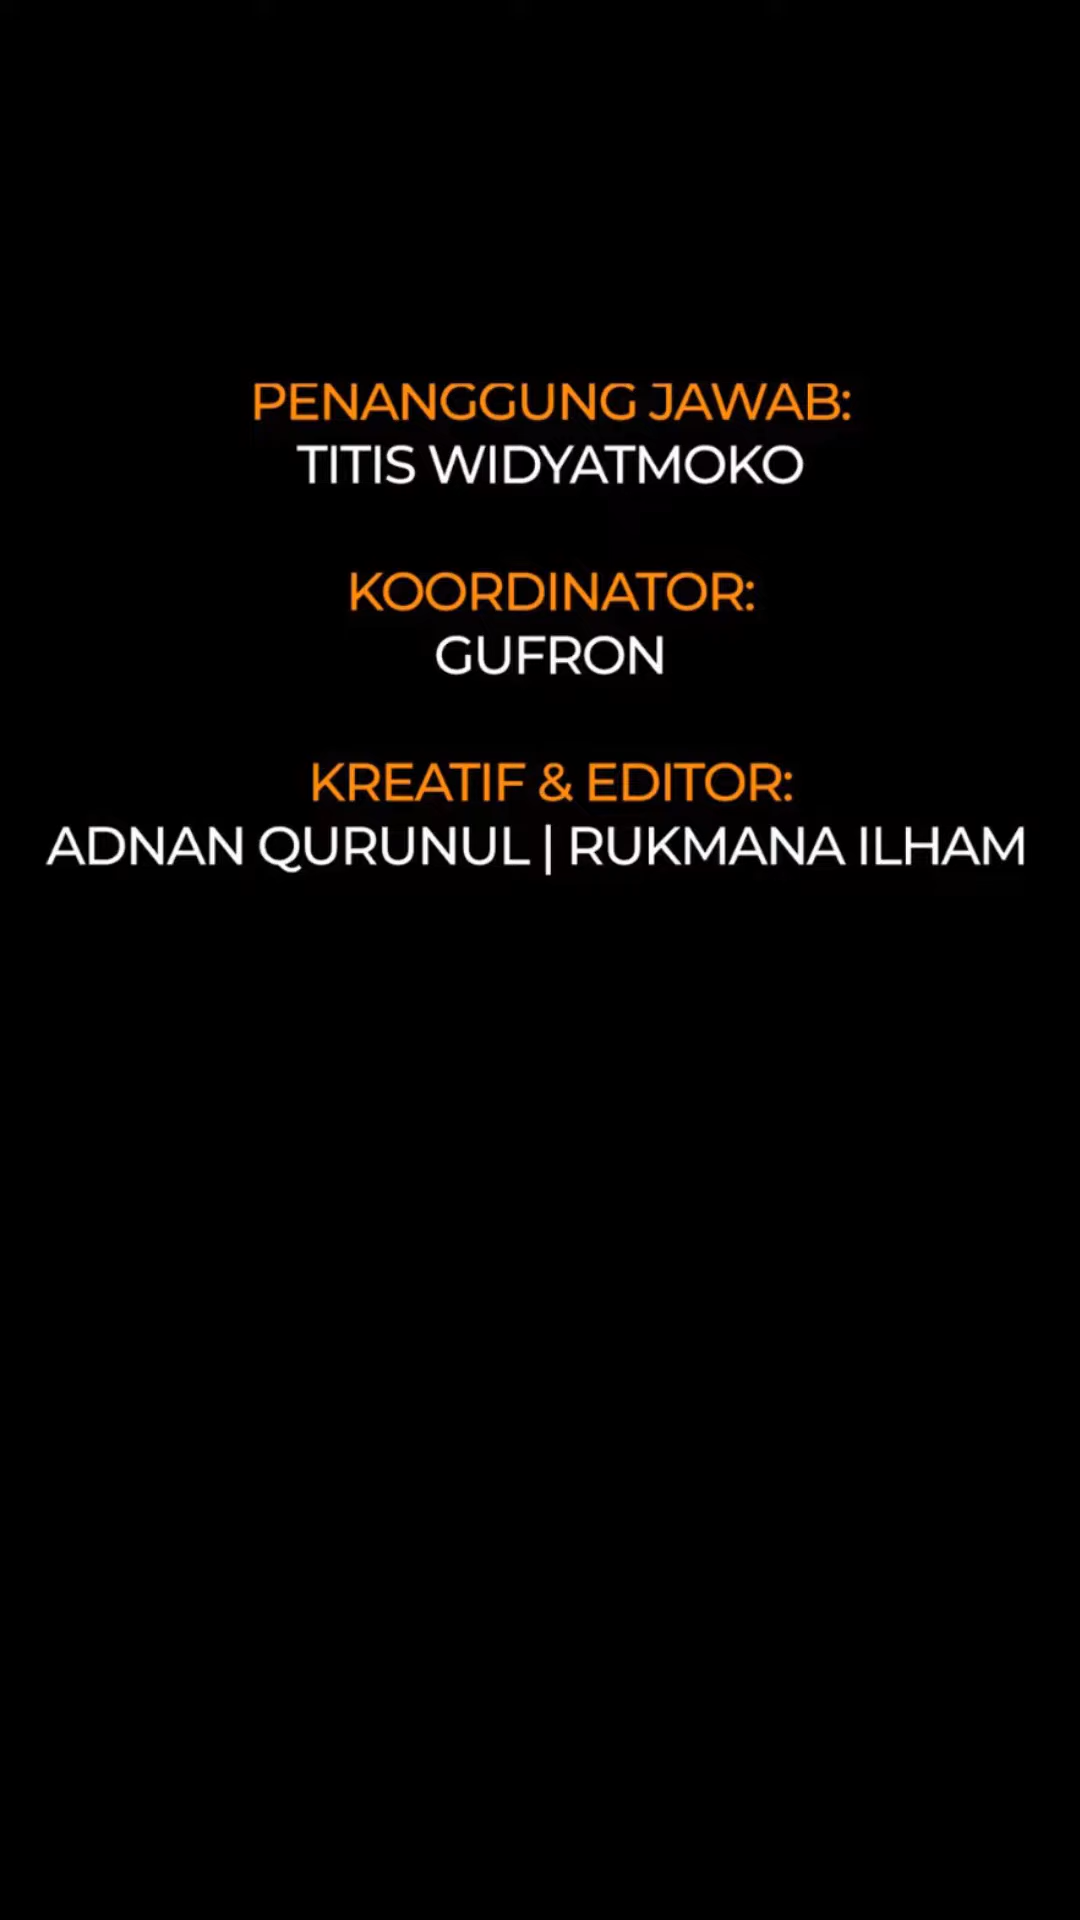 PENANGGUNG JAWAB:
TITIS WIDYATMOKO
KOORDINATOR:
GUFRON
KREATIF & EDITOR:
ADNAN QURUNUL | RUKMANA ILHAM